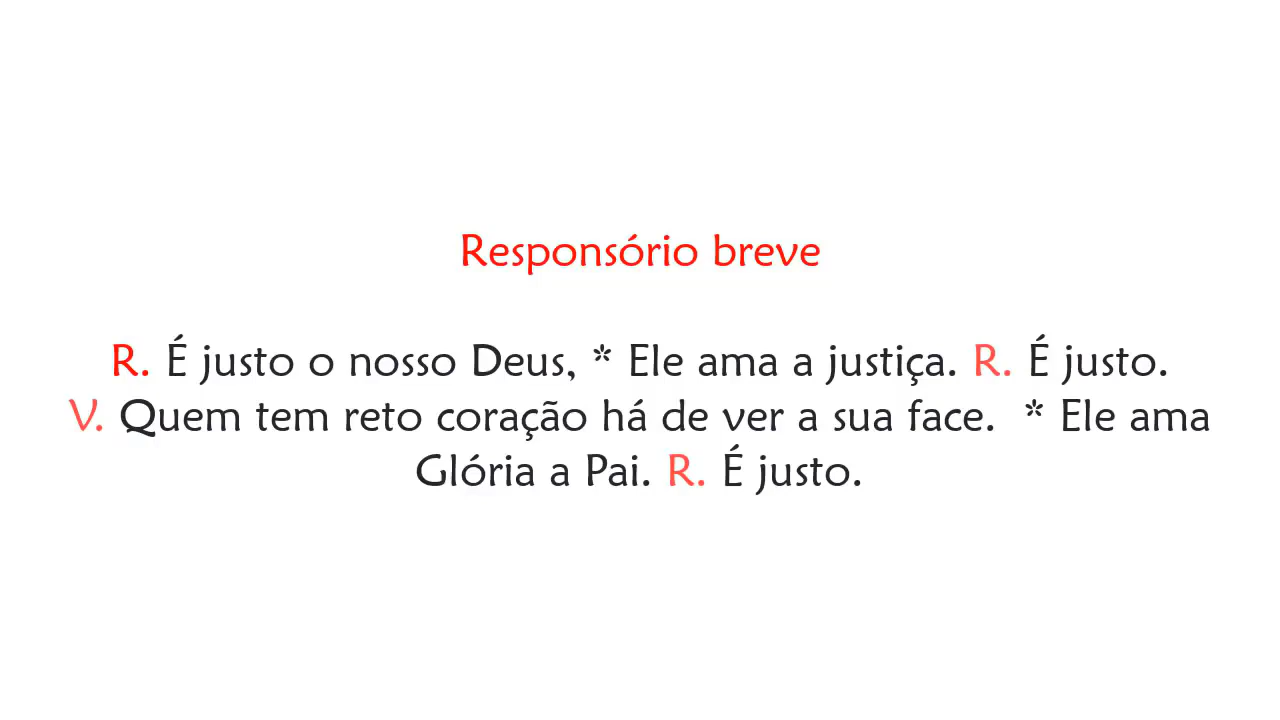 Responsório breve
R. É justo o nosso Deus, * Ele ama a justiça. R. É justo.
V. Quem tem reto coração há de ver a sua face. * Ele ama
Glória a Pai. R. É justo.